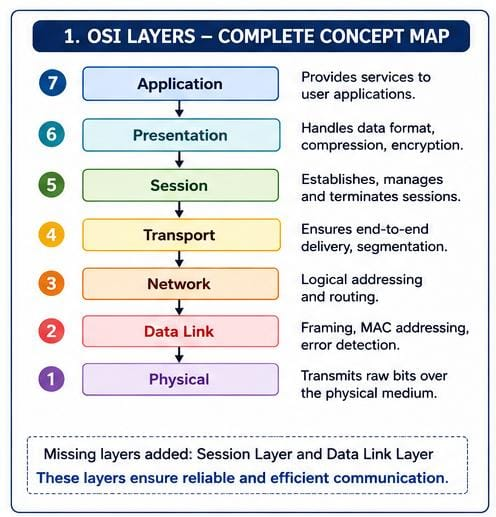 1. OSI LAYERS – COMPLETE CONCEPT MAP
7
Application
Provides services to
user applications.
6
Presentation
Handles data format,
compression, encryption.
5
Session
Establishes, manages
and terminates sessions.
4
Transport
Ensures end-to-end
delivery, segmentation.
3
Network
Logical addressing
and routing.
2
Data Link
Framing, MAC addressing,
error detection.
1
Physical
Transmits raw bits over
the physical medium.
Missing layers added: Session Layer and Data Link Layer
These layers ensure reliable and efficient communication.